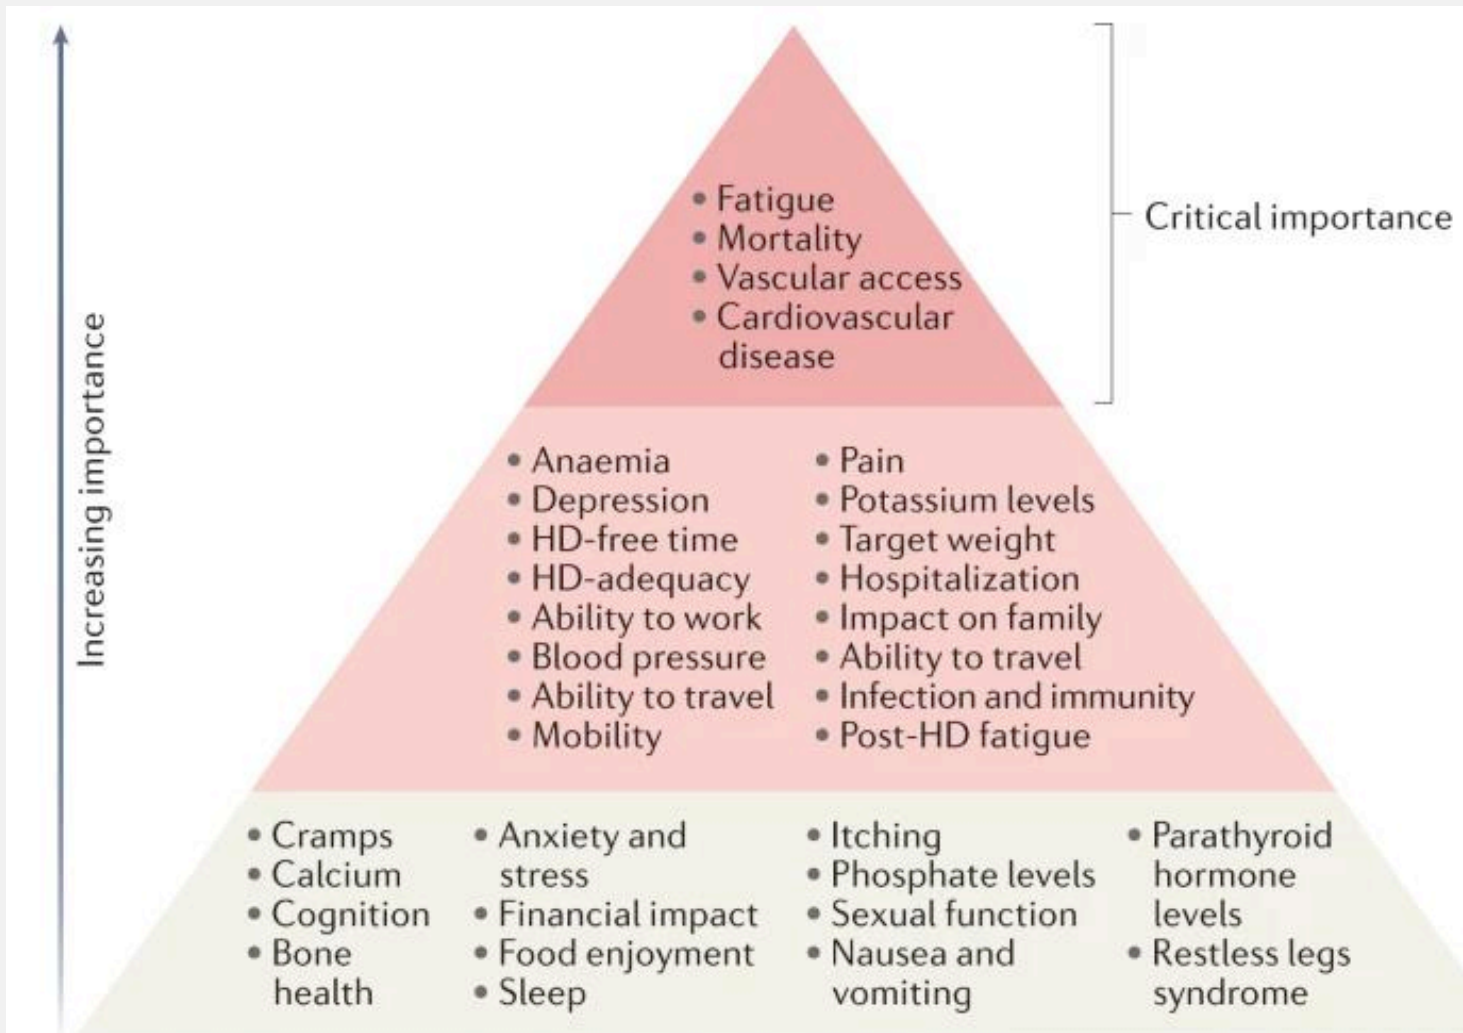 Increasing importance
Critical importance
• Fatigue
• Mortality
• Vascular access
• Cardiovascular
disease
• Anaemia
• Depression
• HD-free time
• HD-adequacy
• Ability to work
• Blood pressure
• Ability to travel
• Mobility
• Pain
• Potassium levels
• Target weight
• Hospitalization
• Impact on family
• Ability to travel
• Infection and immunity
• Post-HD fatigue
• Cramps
• Calcium
• Cognition
• Bone
health
• Anxiety and
stress
• Financial impact
• Food enjoyment
• Sleep
• Itching
• Phosphate levels
• Sexual function
• Nausea and
vomiting
• Parathyroid
hormone
levels
• Restless legs
syndrome